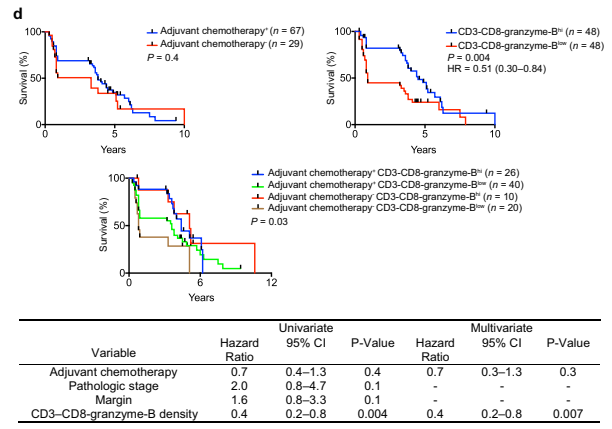 d
Adjuvant chemotherapy⁺ (n = 67)
Adjuvant chemotherapy⁻ (n = 29)
P = 0.4
Survival (%)
100
50
0
0 5 10
Years
CD3-CD8-granzyme-Bʰⁱ (n = 48)
CD3-CD8-granzyme-Bˡᵒʷ (n = 48)
P = 0.004
HR = 0.51 (0.30–0.84)
Survival (%)
100
50
0
0 5 10
Years
Adjuvant chemotherapy⁺ CD3-CD8-granzyme-Bʰⁱ (n = 26)
Adjuvant chemotherapy⁺ CD3-CD8-granzyme-Bˡᵒʷ (n = 40)
Adjuvant chemotherapy⁻ CD3-CD8-granzyme-Bʰⁱ (n = 10)
Adjuvant chemotherapy⁻ CD3-CD8-granzyme-Bˡᵒʷ (n = 20)
P = 0.03
Survival (%)
100
50
0
0 6 12
Years
Univariate Multivariate
Variable Hazard Ratio 95% CI P-Value Hazard Ratio 95% CI P-Value
Adjuvant chemotherapy 0.7 0.4–1.3 0.4 0.7 0.3–1.3 0.3
Pathologic stage 2.0 0.8–4.7 0.1 - - -
Margin 1.6 0.8–3.3 0.1 - - -
CD3–CD8-granzyme-B density 0.4 0.2–0.8 0.004 0.4 0.2–0.8 0.007